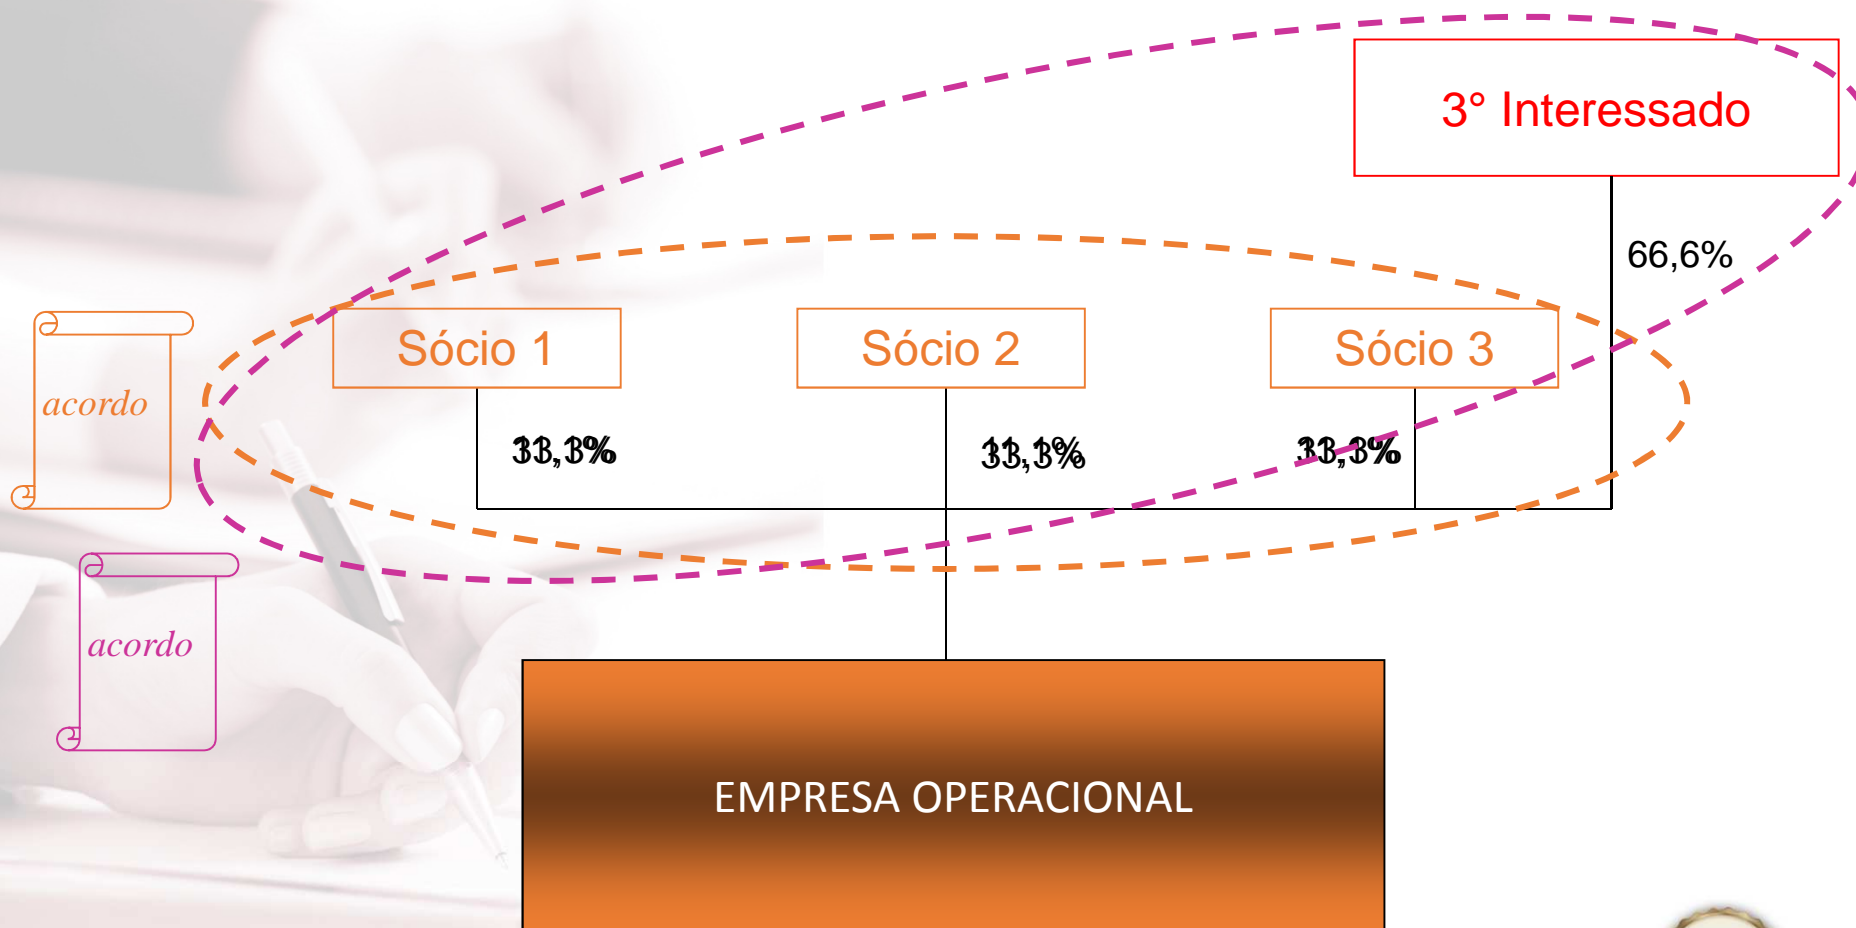 3° Interessado
66,6%
Sócio 1
Sócio 2
Sócio 3
acordo
acordo
EMPRESA OPERACIONAL